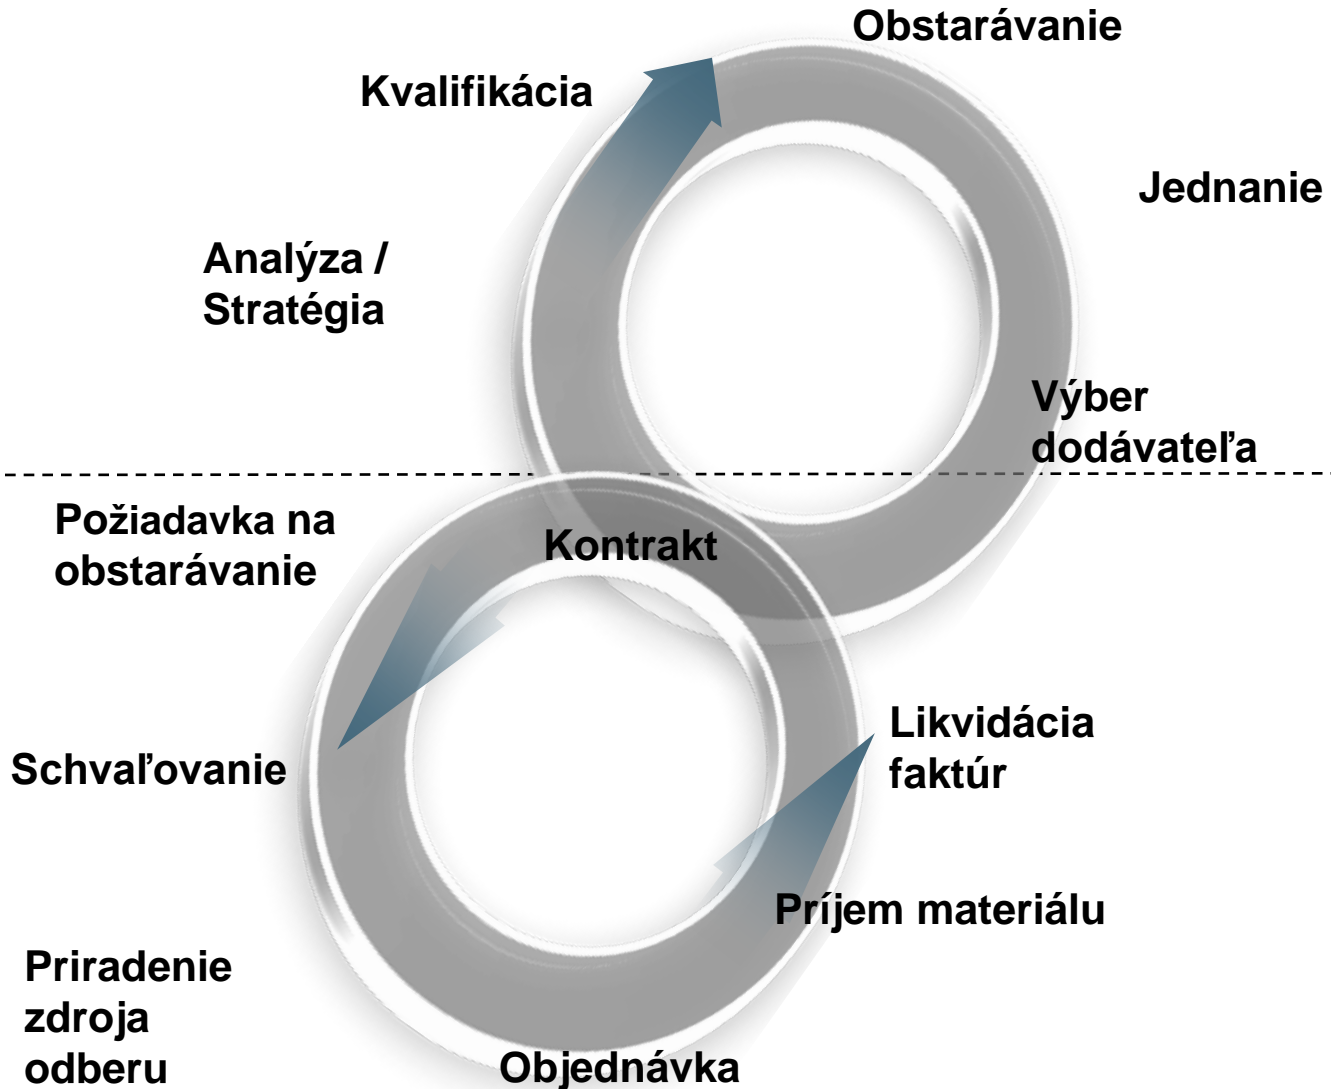 Obstarávanie
Kvalifikácia
Jednanie
Analýza /
Stratégia
Výber
dodávateľa
Požiadavka na
obstarávanie
Kontrakt
Schvaľovanie
Likvidácia
faktúr
Príjem materiálu
Priradenie
zdroja
odberu
Objednávka